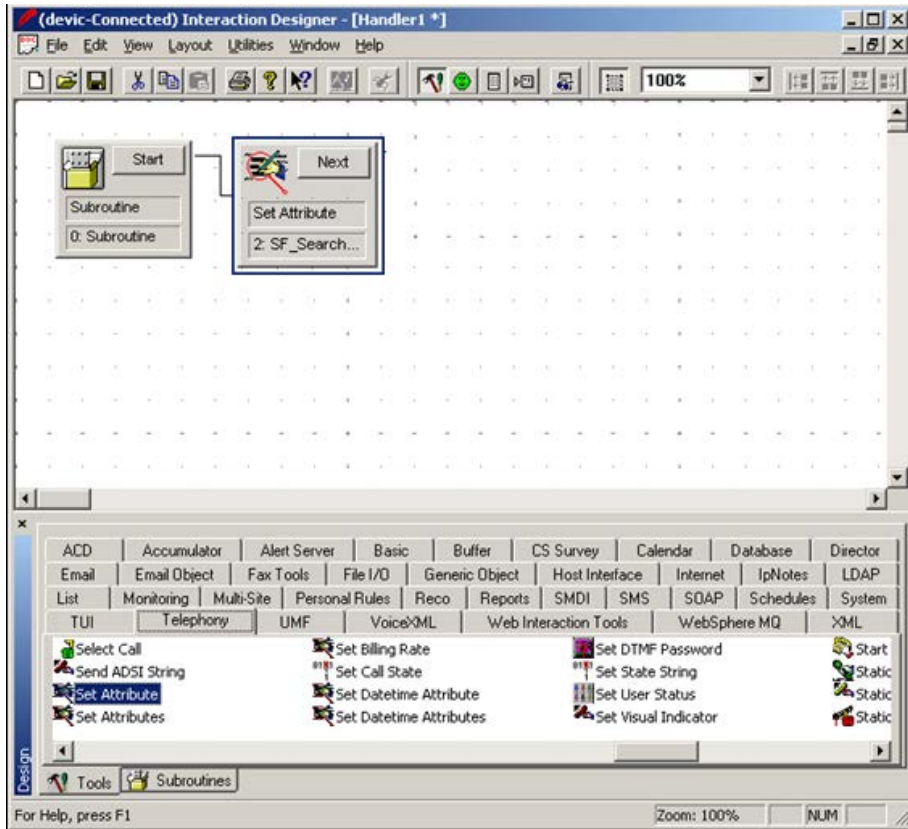 (devic-Connected) Interaction Designer - [Handler1 *]
File Edit View Layout Utilities Window Help
100%
Start
Subroutine
0: Subroutine
Next
Set Attribute
2: SF_Search...
ACD Accumulator Alert Server Basic Buffer CS Survey Calendar Database Director
Email Email Object Fax Tools File I/O Generic Object Host Interface Internet IpNotes LDAP
List Monitoring Multi-Site Personal Rules Reco Reports SMDI SMS SOAP Schedules System
TUI Telephony UMF VoiceXML Web Interaction Tools WebSphere MQ XML
Select Call Set Billing Rate Set DTMF Password Start
Send ADSI String Set Call State Set State String Static
Set Attribute Set Datetime Attribute Set User Status Static
Set Attributes Set Datetime Attributes Set Visual Indicator Static
Design
Tools Subroutines
For Help, press F1 Zoom: 100% NUM